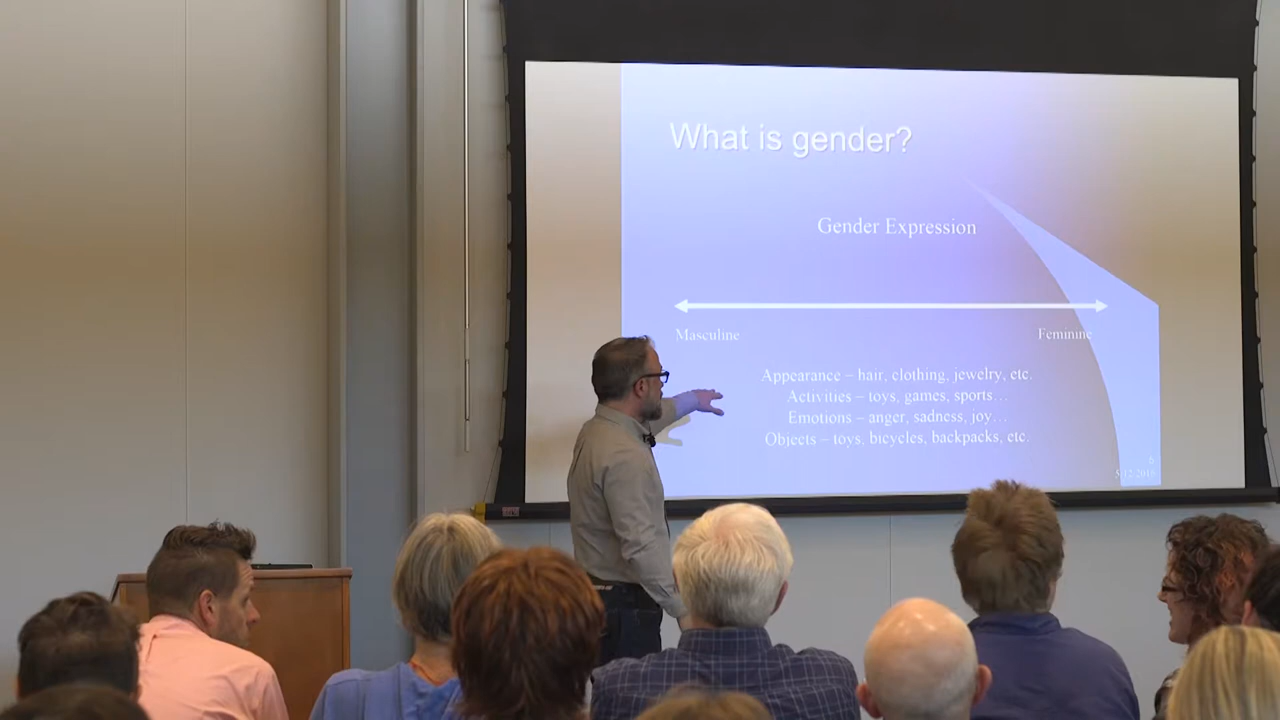 What is gender?
Gender Expression
Masculine
Feminine
Appearance – hair, clothing, jewelry, etc.
Activities – toys, games, sports…
Emotions – anger, sadness, joy…
Objects – toys, bicycles, backpacks, etc.
6